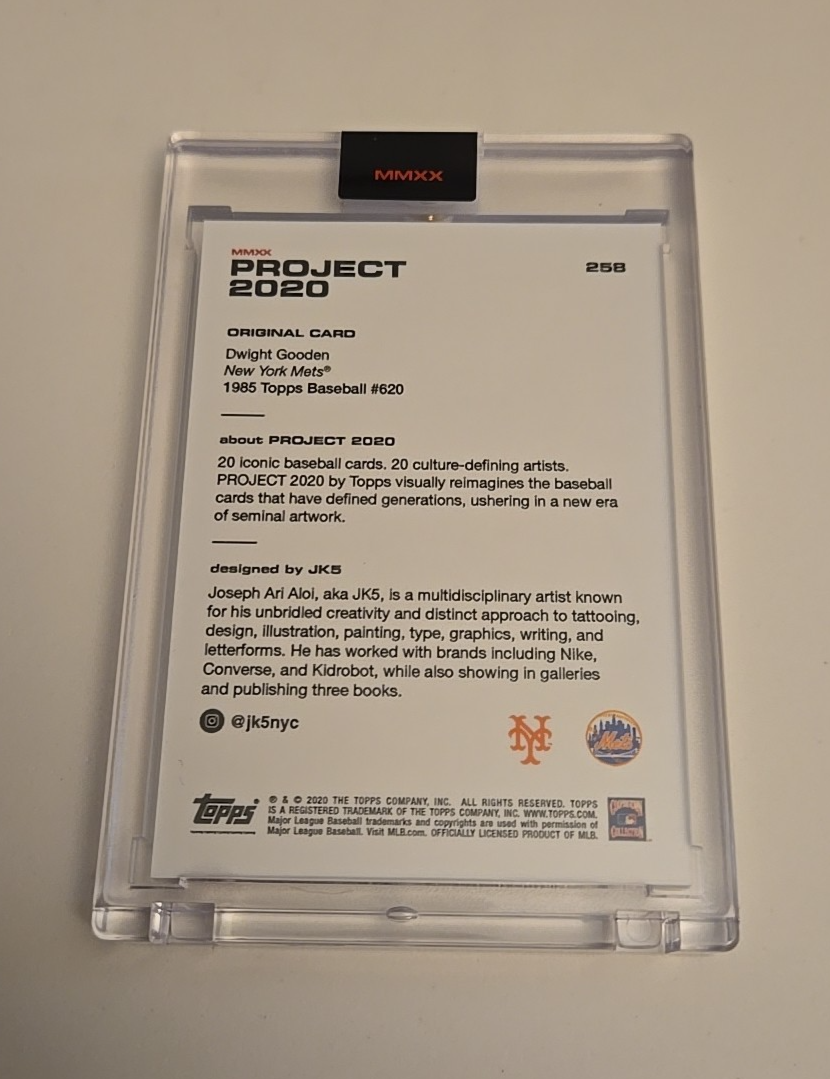 MMXX
MMXX
PROJECT
2020
258
ORIGINAL CARD
Dwight Gooden
New York Mets®
1985 Topps Baseball #620
about PROJECT 2020
20 iconic baseball cards. 20 culture-defining artists.
PROJECT 2020 by Topps visually reimagines the baseball
cards that have defined generations, ushering in a new era
of seminal artwork.
designed by JK5
Joseph Ari Aloi, aka JK5, is a multidisciplinary artist known
for his unbridled creativity and distinct approach to tattooing,
design, illustration, painting, type, graphics, writing, and
letterforms. He has worked with brands including Nike,
Converse, and Kidrobot, while also showing in galleries
and publishing three books.
@jk5nyc
NY
Mets
topps
® & © 2020 THE TOPPS COMPANY, INC. ALL RIGHTS RESERVED. TOPPS
IS A REGISTERED TRADEMARK OF THE TOPPS COMPANY, INC. WWW.TOPPS.COM.
Major League Baseball trademarks and copyrights are used with permission of
Major League Baseball. Visit MLB.com. OFFICIALLY LICENSED PRODUCT OF MLB.
COLLECTION